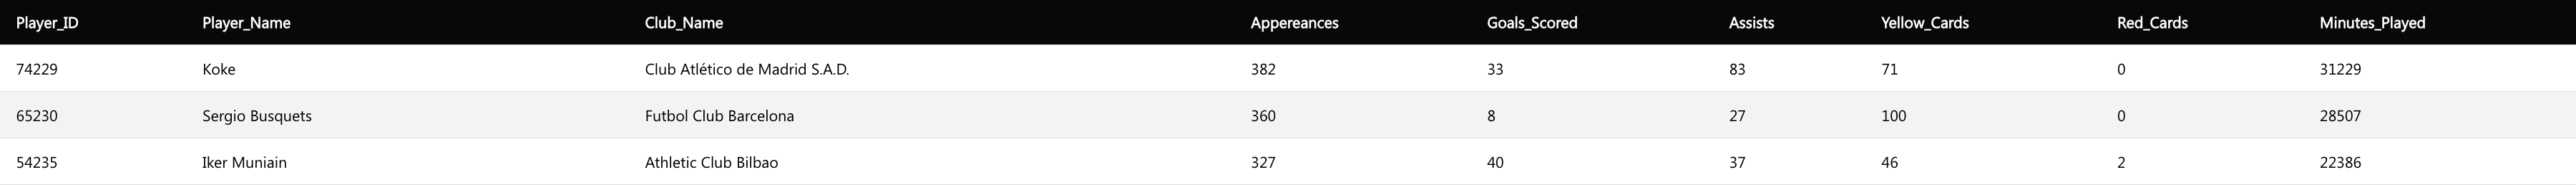 Player_ID Player_Name Club_Name Appereances Goals_Scored Assists Yellow_Cards Red_Cards Minutes_Played
74229 Koke Club Atlético de Madrid S.A.D. 382 33 83 71 0 31229
65230 Sergio Busquets Futbol Club Barcelona 360 8 27 100 0 28507
54235 Iker Muniain Athletic Club Bilbao 327 40 37 46 2 22386